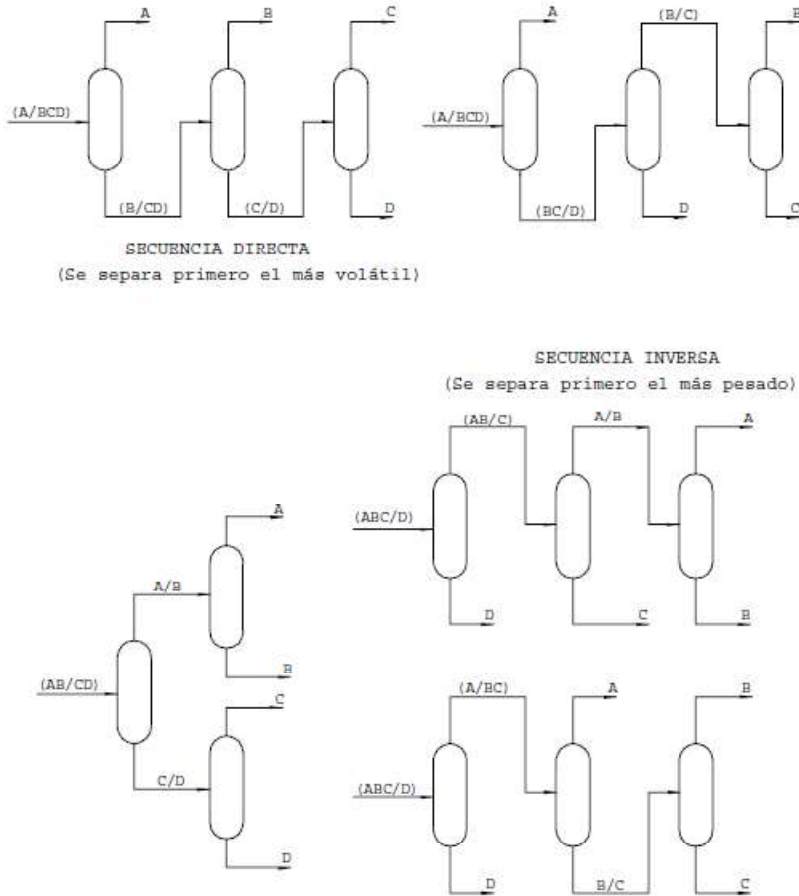 A
B
C
(A/BCD)
(B/CD)
(C/D)
D
SECUENCIA DIRECTA
(Se separa primero el más volátil)
A
(B/C)
B
(A/BCD)
(BC/D)
D
C
SECUENCIA INVERSA
(Se separa primero el más pesado)
(AB/C)
A/B
A
(ABC/D)
D
C
B
A
A/B
(AB/CD)
B
C
C/D
D
(A/BC)
A
B
(ABC/D)
D
B/C
C